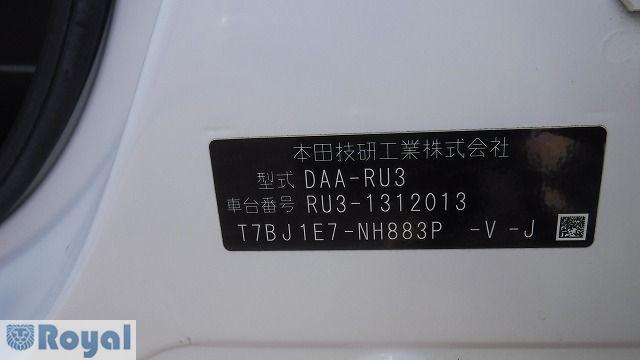 本田技研工業株式会社
型式 DAA-RU3
車台番号 RU3-1312013
T7BJ1E7-NH883P -V -J
Royal